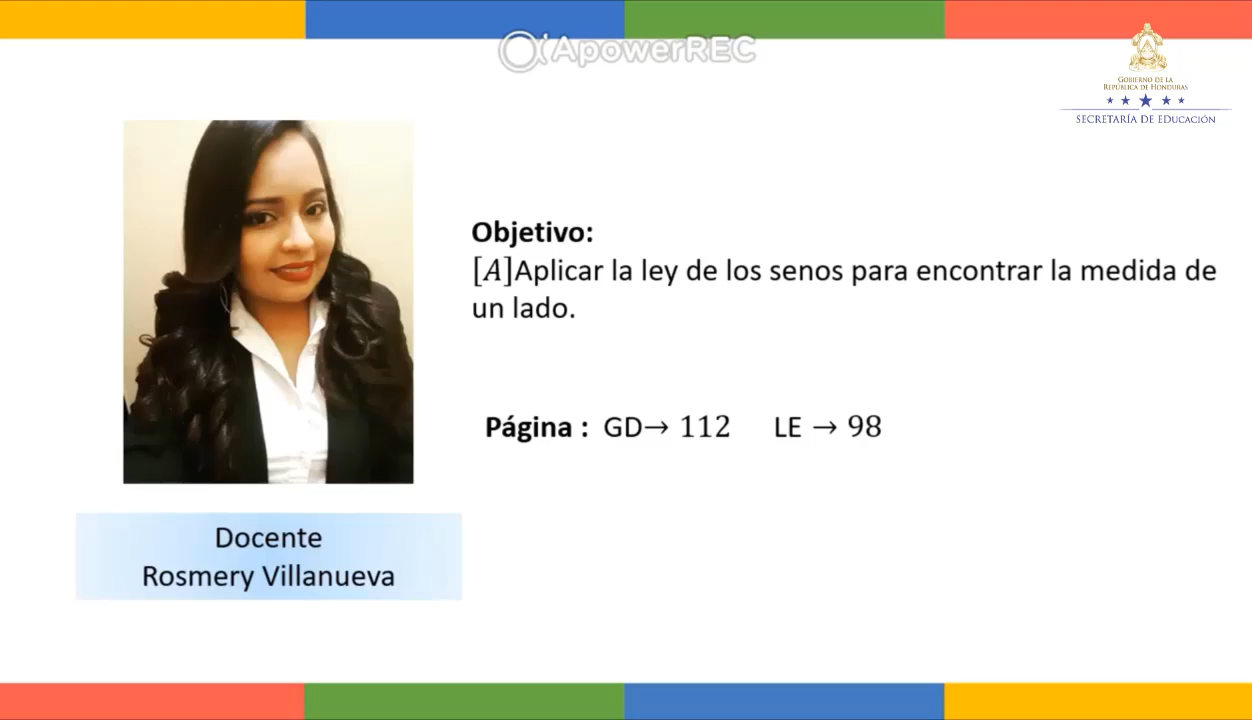 ApowerREC
GOBIERNO DE LA
REPÚBLICA DE HONDURAS
SECRETARÍA DE EDUCACIÓN
Objetivo:
[A]Aplicar la ley de los senos para encontrar la medida de
un lado.
Página : GD→ 112 LE → 98
Docente
Rosmery Villanueva